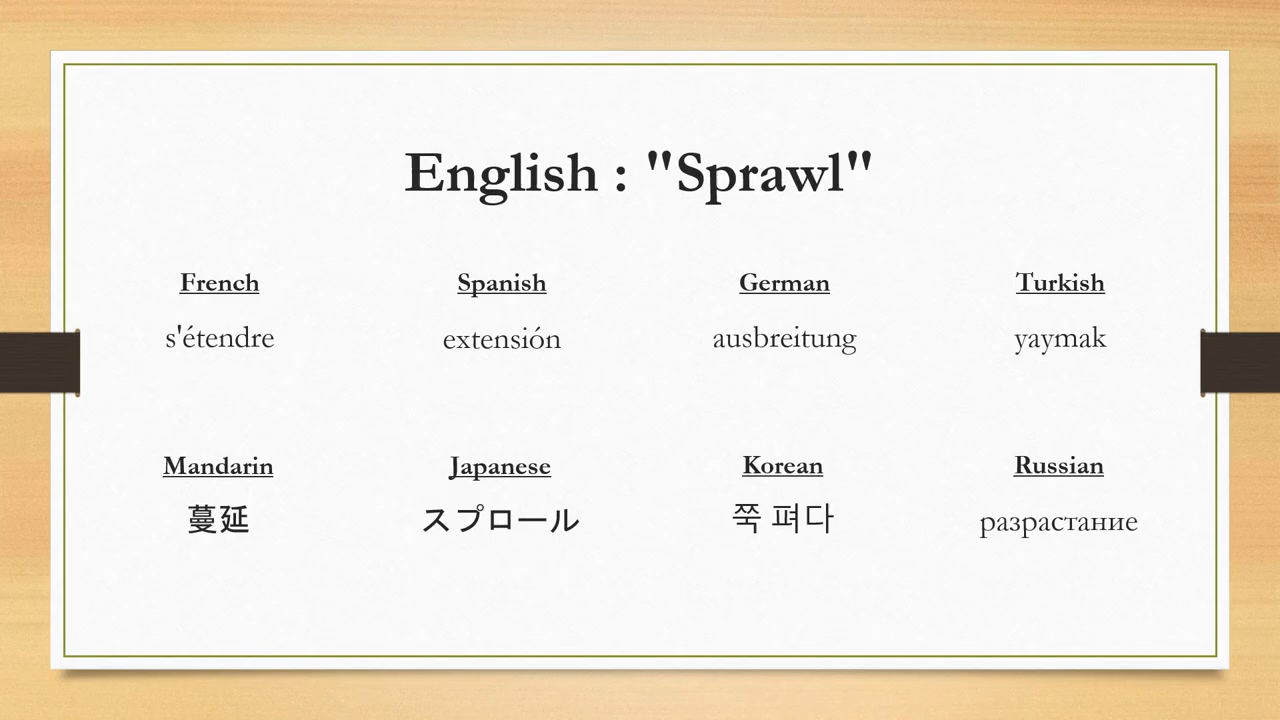 English : "Sprawl"
French
Spanish
German
Turkish
s'étendre
extensión
ausbreitung
yaymak
Mandarin
Japanese
Korean
Russian
蔓延
スプロール
쭉 펴다
разрастание